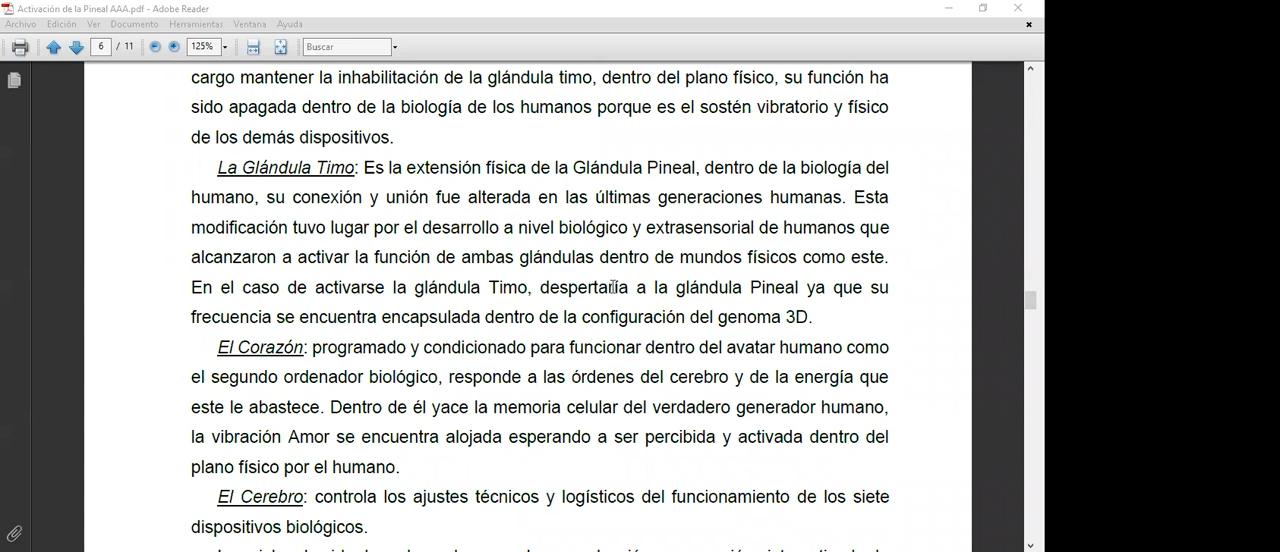 Activación de la Pineal AAA.pdf - Adobe Reader
Archivo Edición Ver Documento Herramientas Ventana Ayuda
6 / 11 125% Buscar
cargo mantener la inhabilitación de la glándula timo, dentro del plano físico, su función ha
sido apagada dentro de la biología de los humanos porque es el sostén vibratorio y físico
de los demás dispositivos.
La Glándula Timo: Es la extensión física de la Glándula Pineal, dentro de la biología del
humano, su conexión y unión fue alterada en las últimas generaciones humanas. Esta
modificación tuvo lugar por el desarrollo a nivel biológico y extrasensorial de humanos que
alcanzaron a activar la función de ambas glándulas dentro de mundos físicos como este.
En el caso de activarse la glándula Timo, despertaría a la glándula Pineal ya que su
frecuencia se encuentra encapsulada dentro de la configuración del genoma 3D.
El Corazón: programado y condicionado para funcionar dentro del avatar humano como
el segundo ordenador biológico, responde a las órdenes del cerebro y de la energía que
este le abastece. Dentro de él yace la memoria celular del verdadero generador humano,
la vibración Amor se encuentra alojada esperando a ser percibida y activada dentro del
plano físico por el humano.
El Cerebro: controla los ajustes técnicos y logísticos del funcionamiento de los siete
dispositivos biológicos.